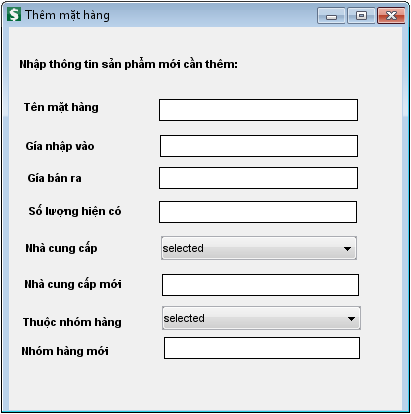 Thêm mặt hàng
Nhập thông tin sản phẩm mới cần thêm:
Tên mặt hàng
Gía nhập vào
Gía bán ra
Số lượng hiện có
Nhà cung cấp selected
Nhà cung cấp mới
Thuộc nhóm hàng selected
Nhóm hàng mới